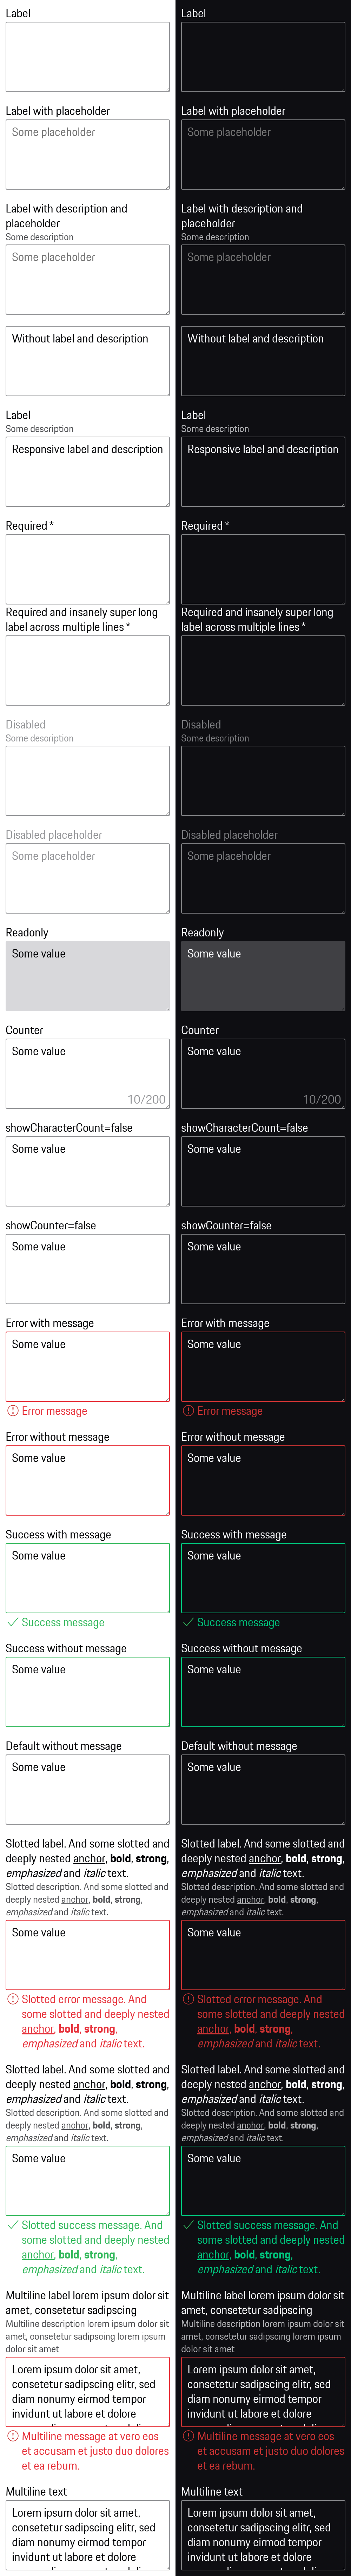 Label
Label with placeholder
Some placeholder
Label with description and
placeholder
Some description
Some placeholder
Without label and description
Label
Some description
Responsive label and description
Required *
Required and insanely super long
label across multiple lines *
Disabled
Some description
Disabled placeholder
Some placeholder
Readonly
Some value
Counter
Some value
10/200
showCharacterCount=false
Some value
showCounter=false
Some value
Error with message
Some value
Error message
Error without message
Some value
Success with message
Some value
Success message
Success without message
Some value
Default without message
Some value
Slotted label. And some slotted and
deeply nested anchor, bold, strong,
emphasized and italic text.
Slotted description. And some slotted and
deeply nested anchor, bold, strong,
emphasized and italic text.
Some value
Slotted error message. And
some slotted and deeply nested
anchor, bold, strong,
emphasized and italic text.
Slotted label. And some slotted and
deeply nested anchor, bold, strong,
emphasized and italic text.
Slotted description. And some slotted and
deeply nested anchor, bold, strong,
emphasized and italic text.
Some value
Slotted success message. And
some slotted and deeply nested
anchor, bold, strong,
emphasized and italic text.
Multiline label lorem ipsum dolor sit
amet, consetetur sadipscing
Multiline description lorem ipsum dolor sit
amet, consetetur sadipscing lorem ipsum
dolor sit amet
Lorem ipsum dolor sit amet,
consetetur sadipscing elitr, sed
diam nonumy eirmod tempor
invidunt ut labore et dolore
Multiline message at vero eos
et accusam et justo duo dolores
et ea rebum.
Multiline text
Lorem ipsum dolor sit amet,
consetetur sadipscing elitr, sed
diam nonumy eirmod tempor
invidunt ut labore et dolore
Label
Label with placeholder
Some placeholder
Label with description and
placeholder
Some description
Some placeholder
Without label and description
Label
Some description
Responsive label and description
Required *
Required and insanely super long
label across multiple lines *
Disabled
Some description
Disabled placeholder
Some placeholder
Readonly
Some value
Counter
Some value
10/200
showCharacterCount=false
Some value
showCounter=false
Some value
Error with message
Some value
Error message
Error without message
Some value
Success with message
Some value
Success message
Success without message
Some value
Default without message
Some value
Slotted label. And some slotted and
deeply nested anchor, bold, strong,
emphasized and italic text.
Slotted description. And some slotted and
deeply nested anchor, bold, strong,
emphasized and italic text.
Some value
Slotted error message. And
some slotted and deeply nested
anchor, bold, strong,
emphasized and italic text.
Slotted label. And some slotted and
deeply nested anchor, bold, strong,
emphasized and italic text.
Slotted description. And some slotted and
deeply nested anchor, bold, strong,
emphasized and italic text.
Some value
Slotted success message. And
some slotted and deeply nested
anchor, bold, strong,
emphasized and italic text.
Multiline label lorem ipsum dolor sit
amet, consetetur sadipscing
Multiline description lorem ipsum dolor sit
amet, consetetur sadipscing lorem ipsum
dolor sit amet
Lorem ipsum dolor sit amet,
consetetur sadipscing elitr, sed
diam nonumy eirmod tempor
invidunt ut labore et dolore
Multiline message at vero eos
et accusam et justo duo dolores
et ea rebum.
Multiline text
Lorem ipsum dolor sit amet,
consetetur sadipscing elitr, sed
diam nonumy eirmod tempor
invidunt ut labore et dolore